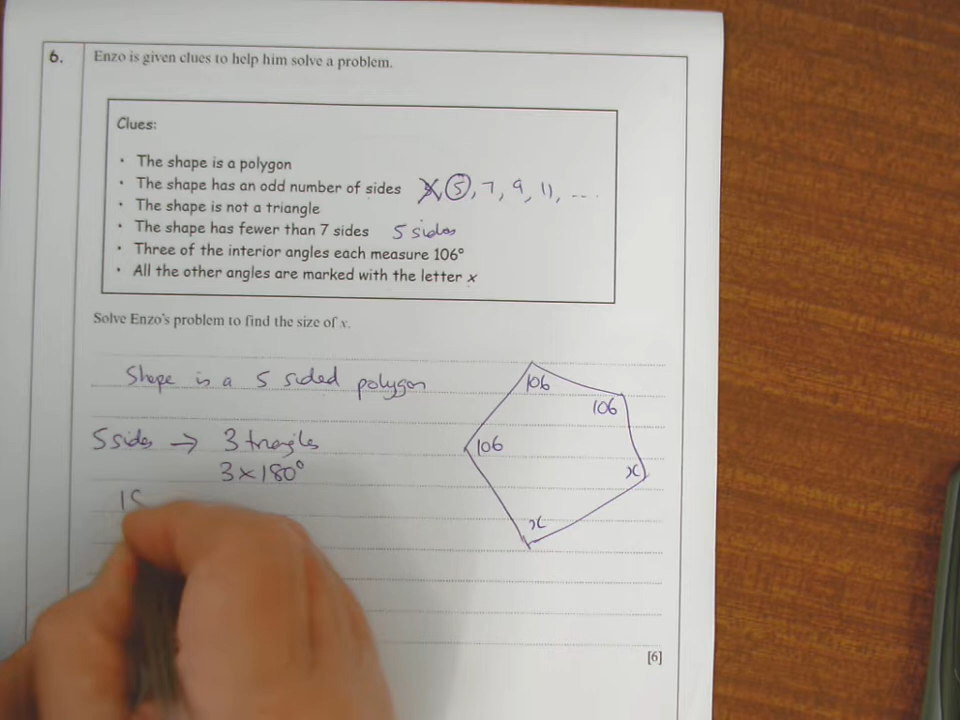 6. Enzo is given clues to help him solve a problem.
Clues:
• The shape is a polygon
• The shape has an odd number of sides 3, 5, 7, 9, 11, ....
• The shape is not a triangle
• The shape has fewer than 7 sides 5 sides
• Three of the interior angles each measure 106°
• All the other angles are marked with the letter x
Solve Enzo's problem to find the size of x.
Shape is a 5 sided polygon
106
106
5 sides → 3 triangles
106
3 × 180°
x
x
[6]